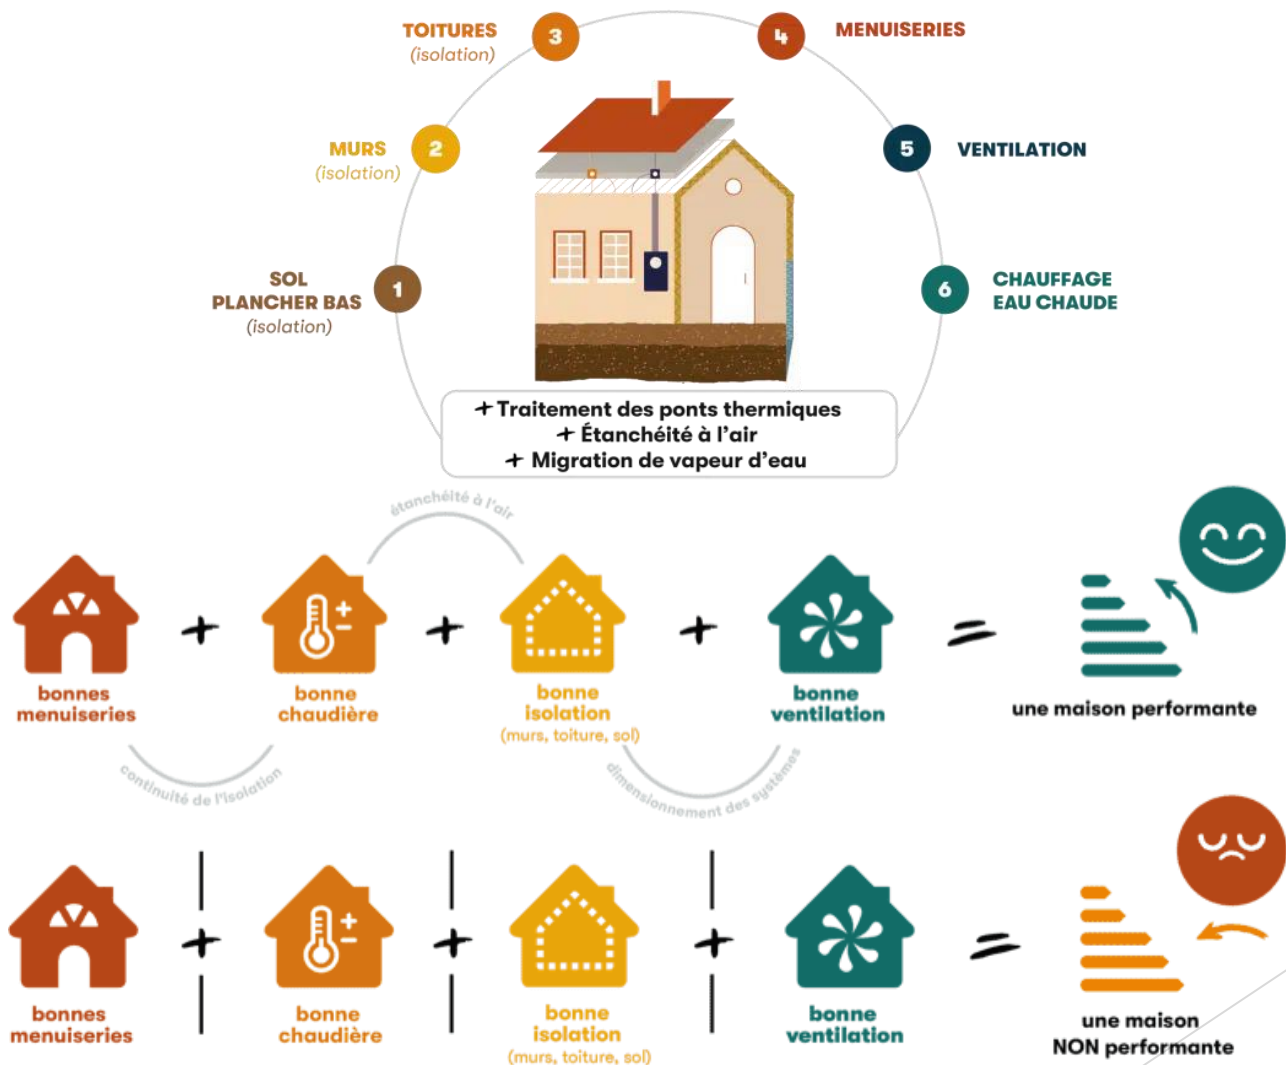 TOITURES
(isolation)
3
4
MENUISERIES
MURS
(isolation)
2
5
VENTILATION
SOL
PLANCHER BAS
(isolation)
1
6
CHAUFFAGE
EAU CHAUDE
+ Traitement des ponts thermiques
+ Étanchéité à l'air
+ Migration de vapeur d'eau
étanchéité à l'air
+
+
+
=
bonnes
menuiseries
bonne
chaudière
bonne
isolation
(murs, toiture, sol)
bonne
ventilation
une maison performante
continuité de l'isolation
dimensionnement des systèmes
+
+
+
=
bonnes
menuiseries
bonne
chaudière
bonne
isolation
(murs, toiture, sol)
bonne
ventilation
une maison
NON performante